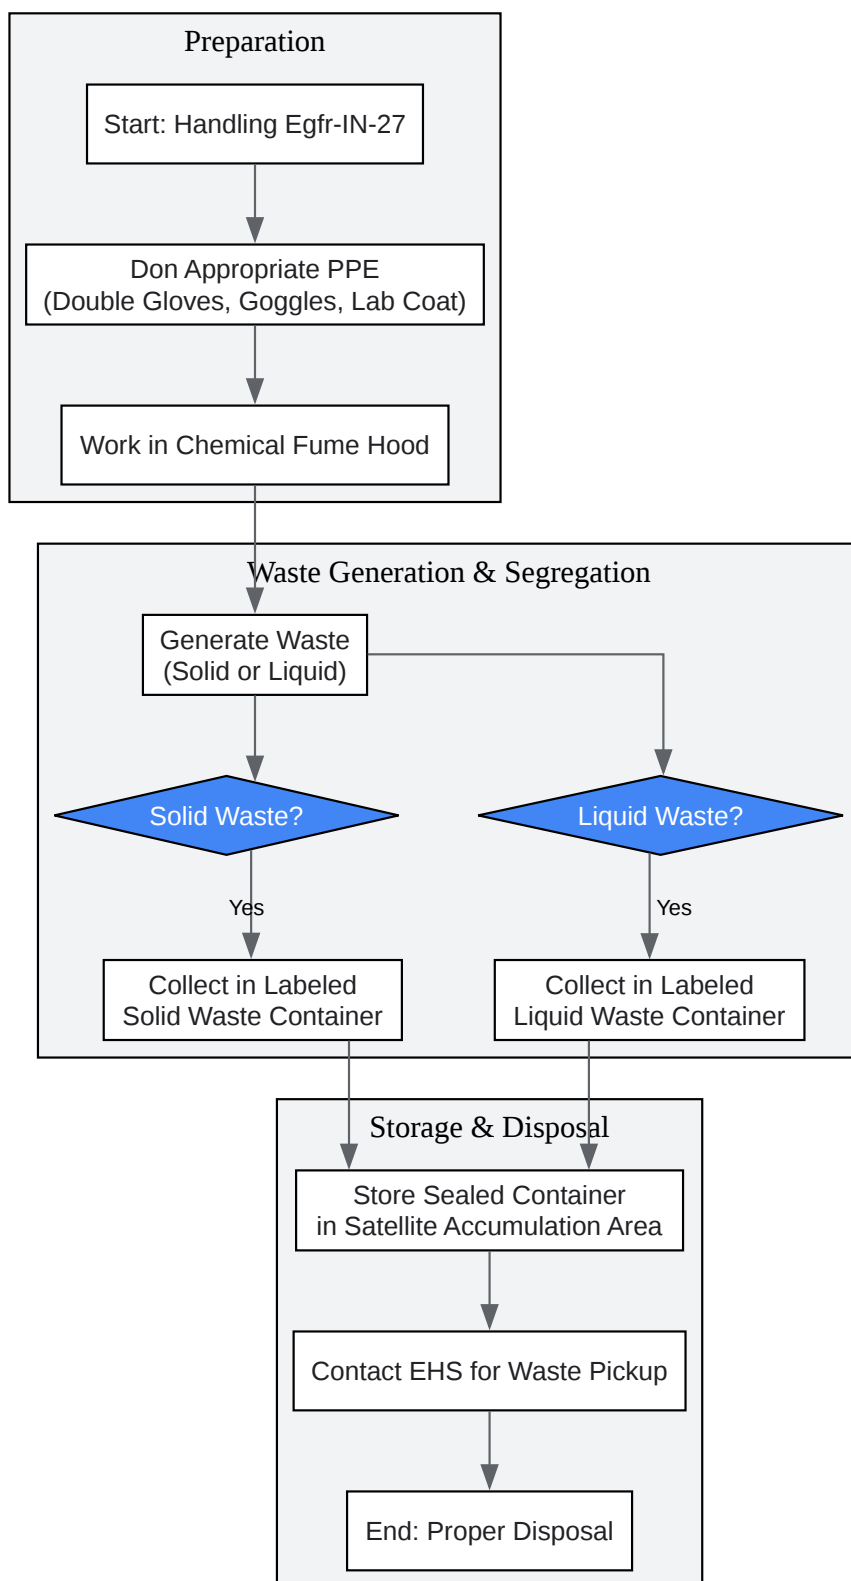 Preparation
Start: Handling Egfr-IN-27
Don Appropriate PPE
(Double Gloves, Goggles, Lab Coat)
Work in Chemical Fume Hood
Waste Generation & Segregation
Generate Waste
(Solid or Liquid)
Solid Waste?
Liquid Waste?
Yes
Yes
Collect in Labeled
Solid Waste Container
Collect in Labeled
Liquid Waste Container
Storage & Disposal
Store Sealed Container
in Satellite Accumulation Area
Contact EHS for Waste Pickup
End: Proper Disposal